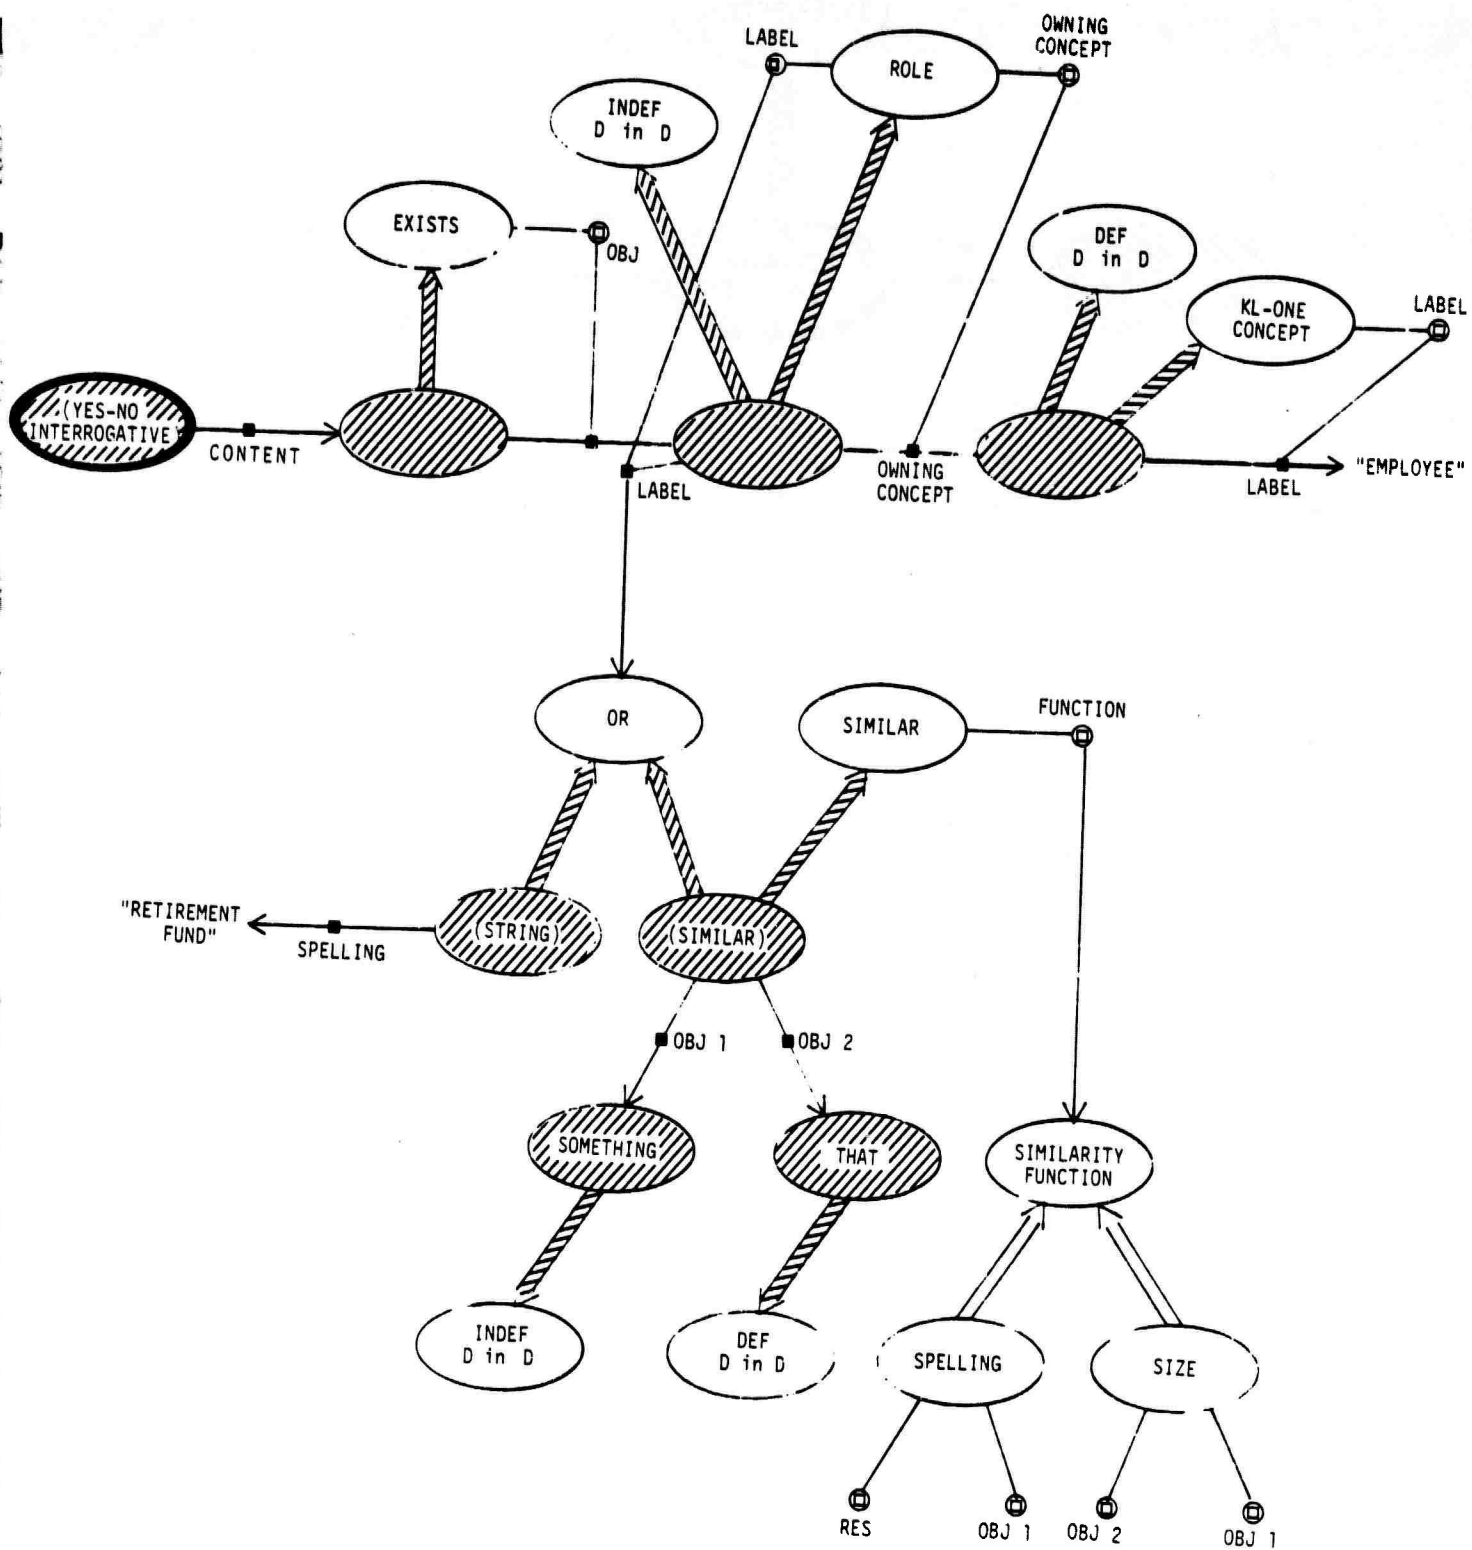 LABEL
OWNING
CONCEPT
ROLE
INDEF
D in D
EXISTS
OBJ
DEF
D in D
KL-ONE
CONCEPT
LABEL
(YES-NO
INTERROGATIVE)
CONTENT
LABEL
OWNING
CONCEPT
LABEL
"EMPLOYEE"
OR
SIMILAR
FUNCTION
"RETIREMENT
FUND"
SPELLING
(STRING)
(SIMILAR)
OBJ 1
OBJ 2
SOMETHING
THAT
SIMILARITY
FUNCTION
INDEF
D in D
DEF
D in D
SPELLING
SIZE
RES
OBJ 1
OBJ 2
OBJ 1